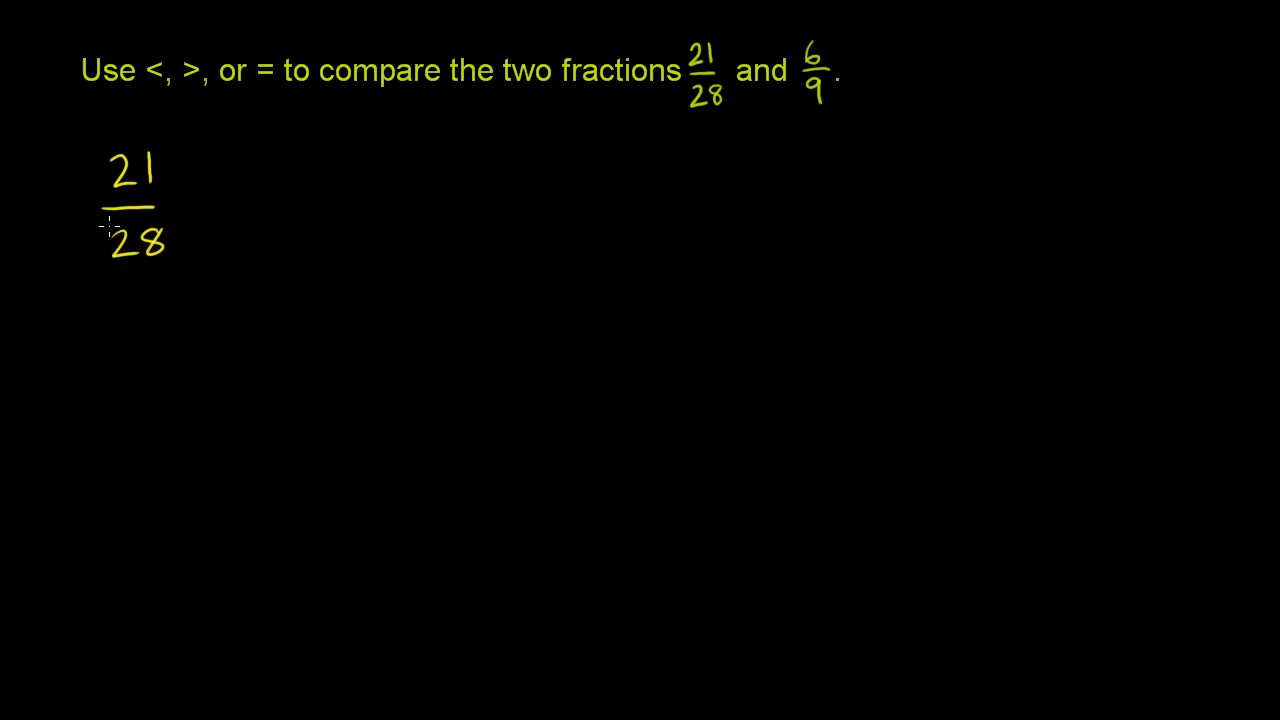 Use <, >, or = to compare the two fractions 21/28 and 6/9.
21
28